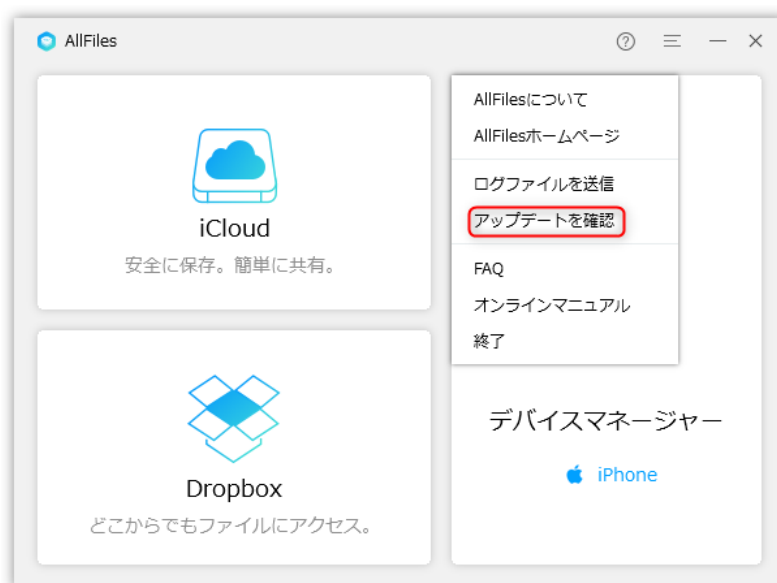 AllFiles
iCloud
安全に保存。簡単に共有。
Dropbox
どこからでもファイルにアクセス。
AllFilesについて
AllFilesホームページ
ログファイルを送信
アップデートを確認
FAQ
オンラインマニュアル
終了
デバイスマネージャー
iPhone